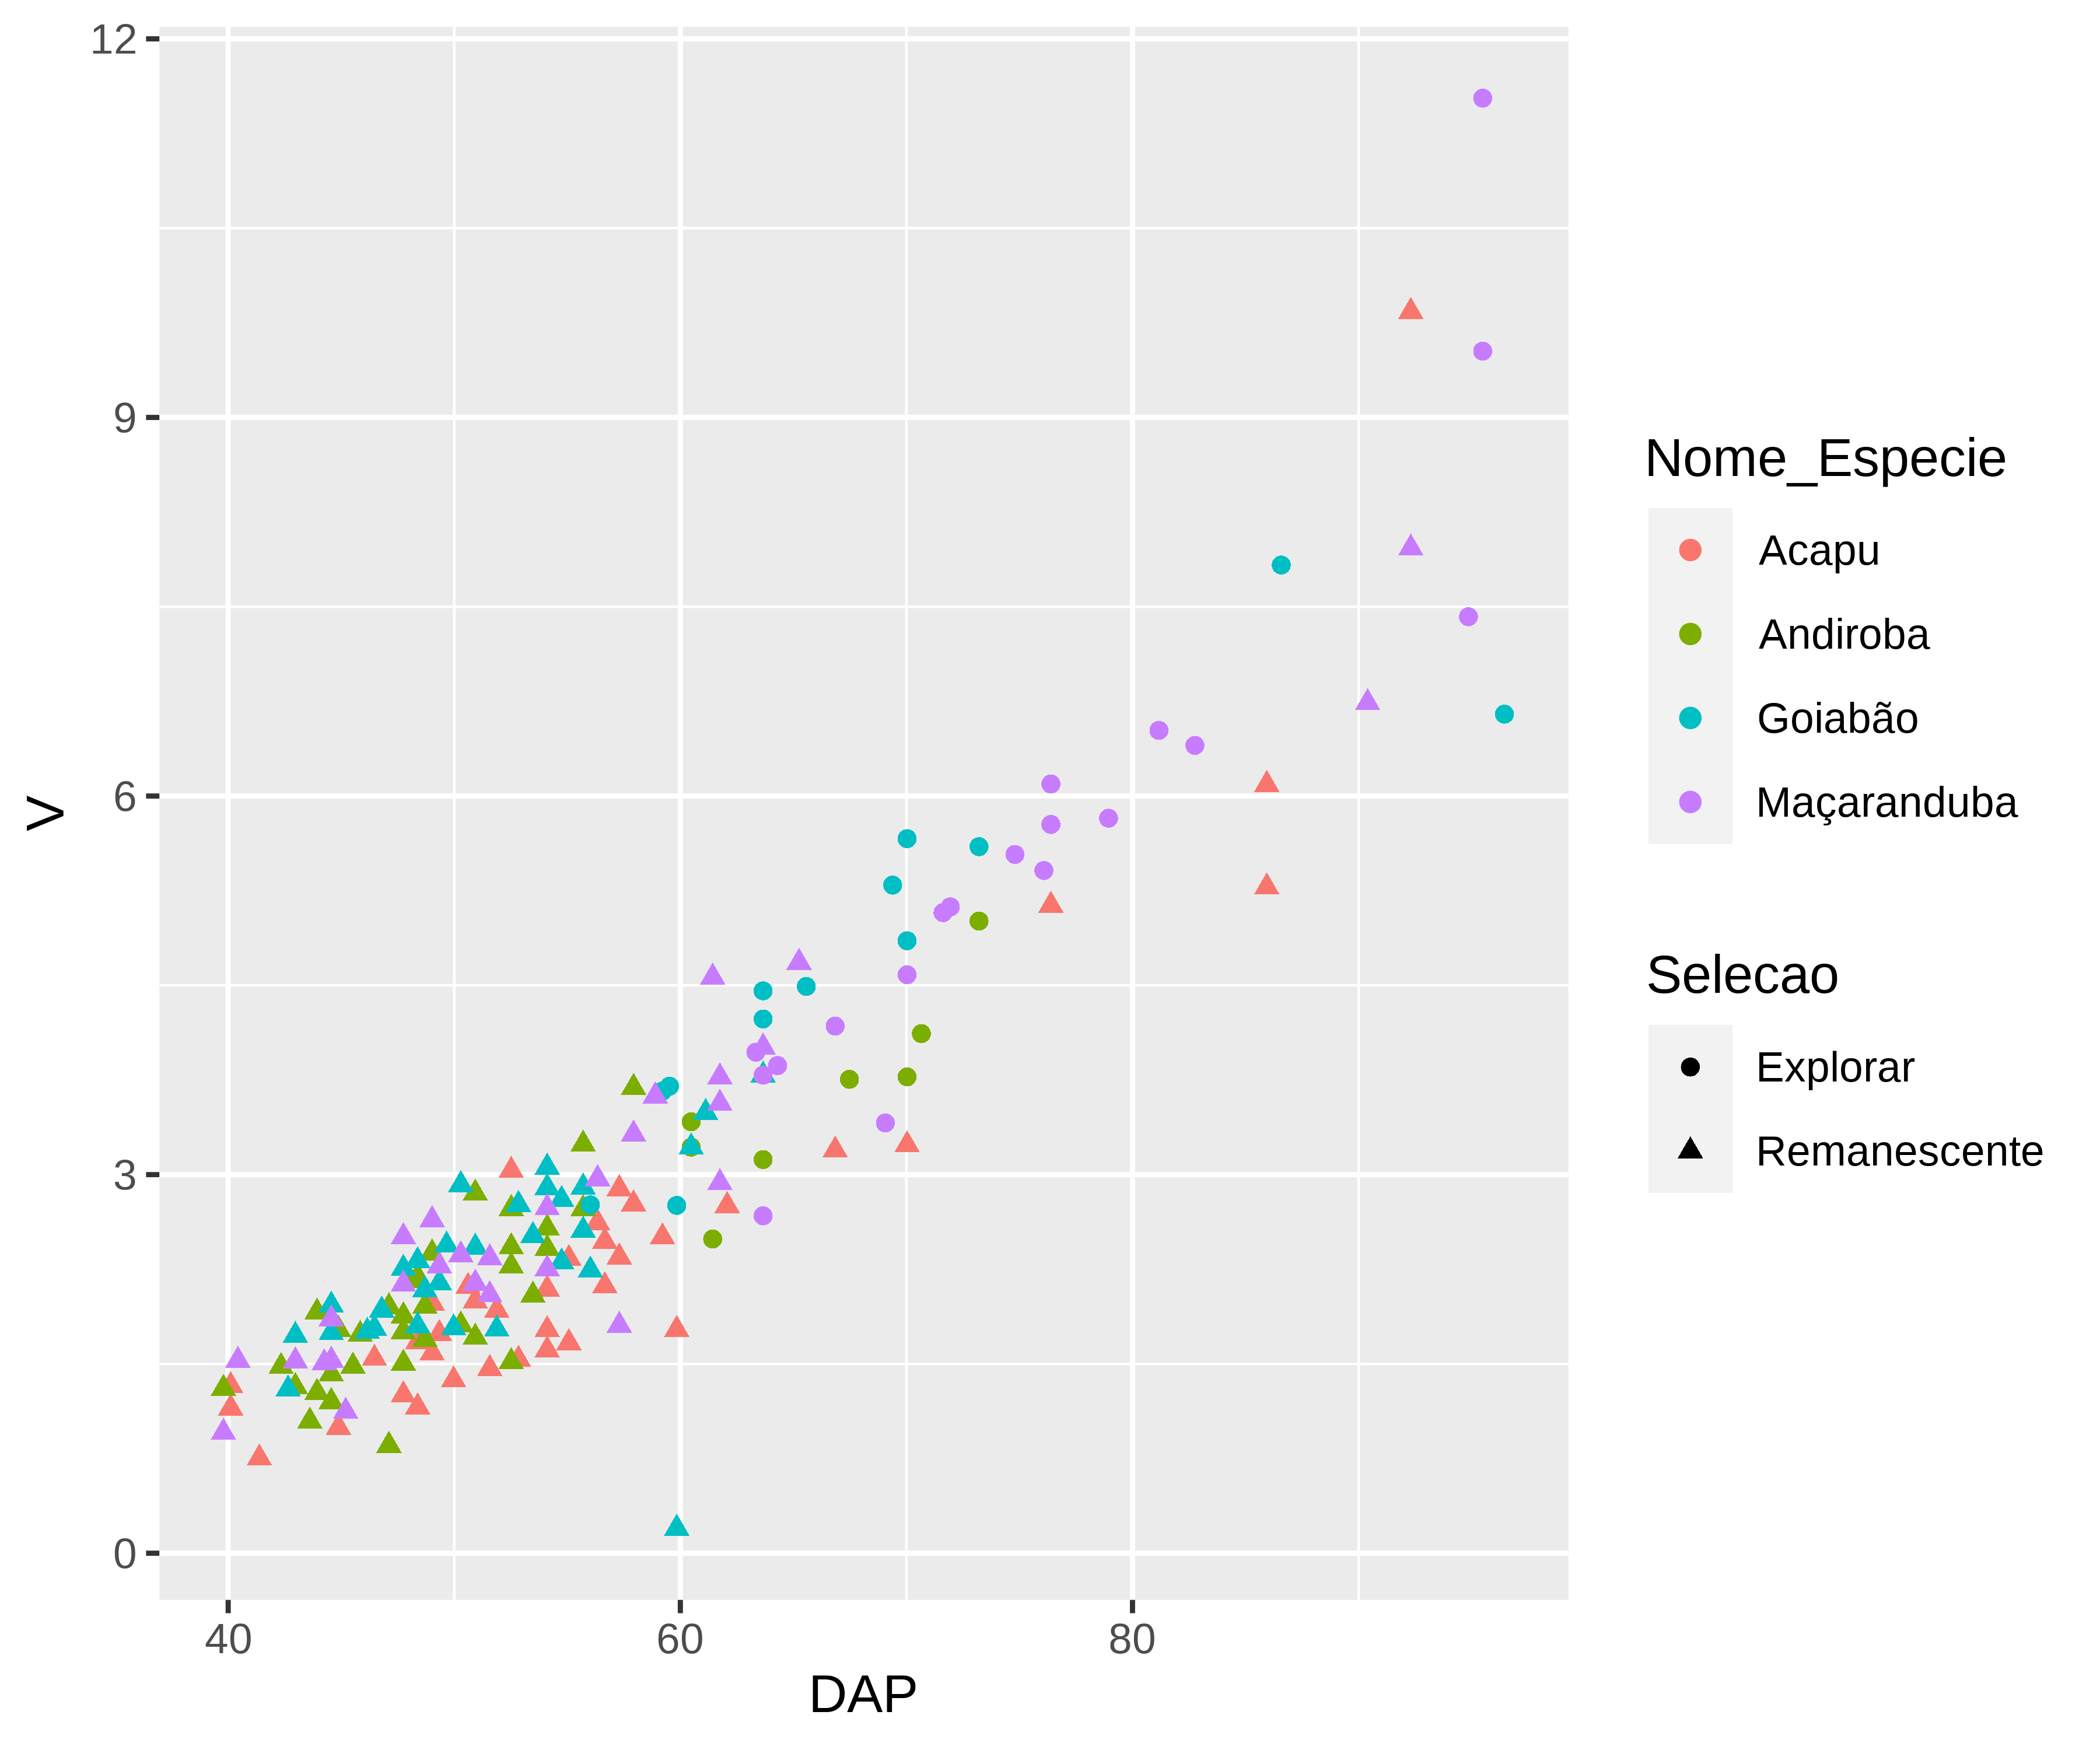 12
9
6
3
0
V
40
60
80
DAP
Nome_Especie
Acapu
Andiroba
Goiabão
Maçaranduba
Selecao
Explorar
Remanescente